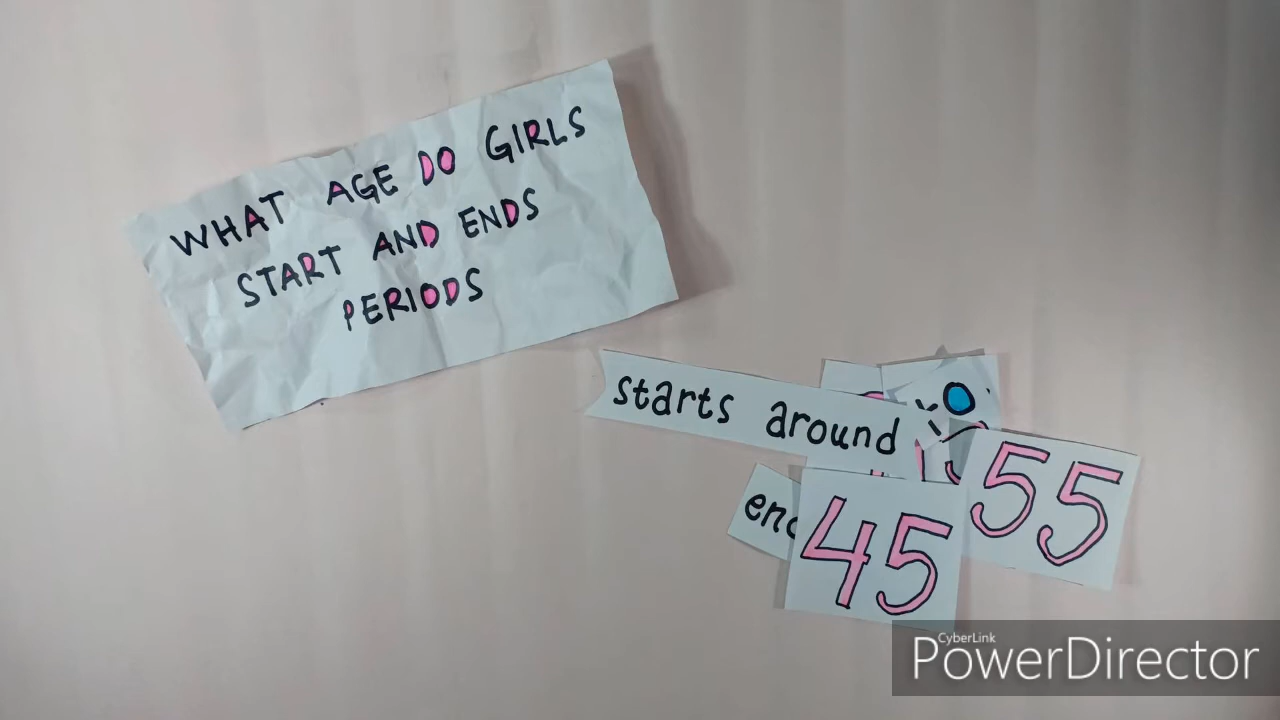 WHAT AGE DO GIRLS
START AND ENDS
PERIODS
starts around
55
45
CyberLink
PowerDirector